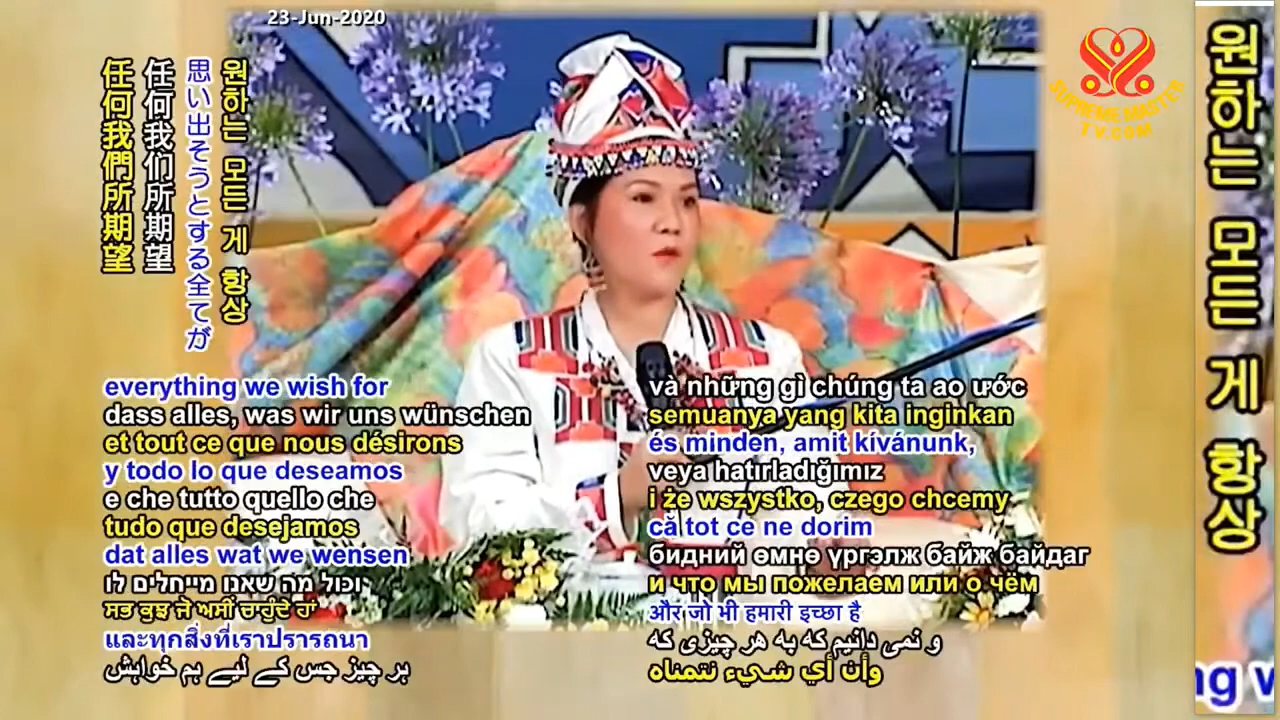 23-Jun-2020
SUPREME MASTER
TV.COM
원하는 모든 게 항상
思い出そうとする全てが
任何我们所期望
任何我們所期望
everything we wish for
dass alles, was wir uns wünschen
et tout ce que nous désirons
y todo lo que deseamos
e che tutto quello che
tudo que desejamos
dat alles wat we wensen
וכול מה שאנו מייחלים לו
ਸਭ ਕੁਝ ਜੋ ਅਸੀਂ ਚਾਹੁੰਦੇ ਹਾਂ
และทุกสิ่งที่เราปรารถนา
ہر چیز جس کے لیے ہم خواہش
và những gì chúng ta ao ước
semuanya yang kita inginkan
és minden, amit kívánunk,
veya hatırladığımız
i że wszystko, czego chcemy
că tot ce ne dorim
бидний өмнө үргэлж байж байдаг
и что мы пожелаем или о чём
और जो भी हमारी इच्छा है
و نمی دانیم که به هر چیزی که
وأن أي شيء نتمناه
원하는 모든 게 항상
ng w